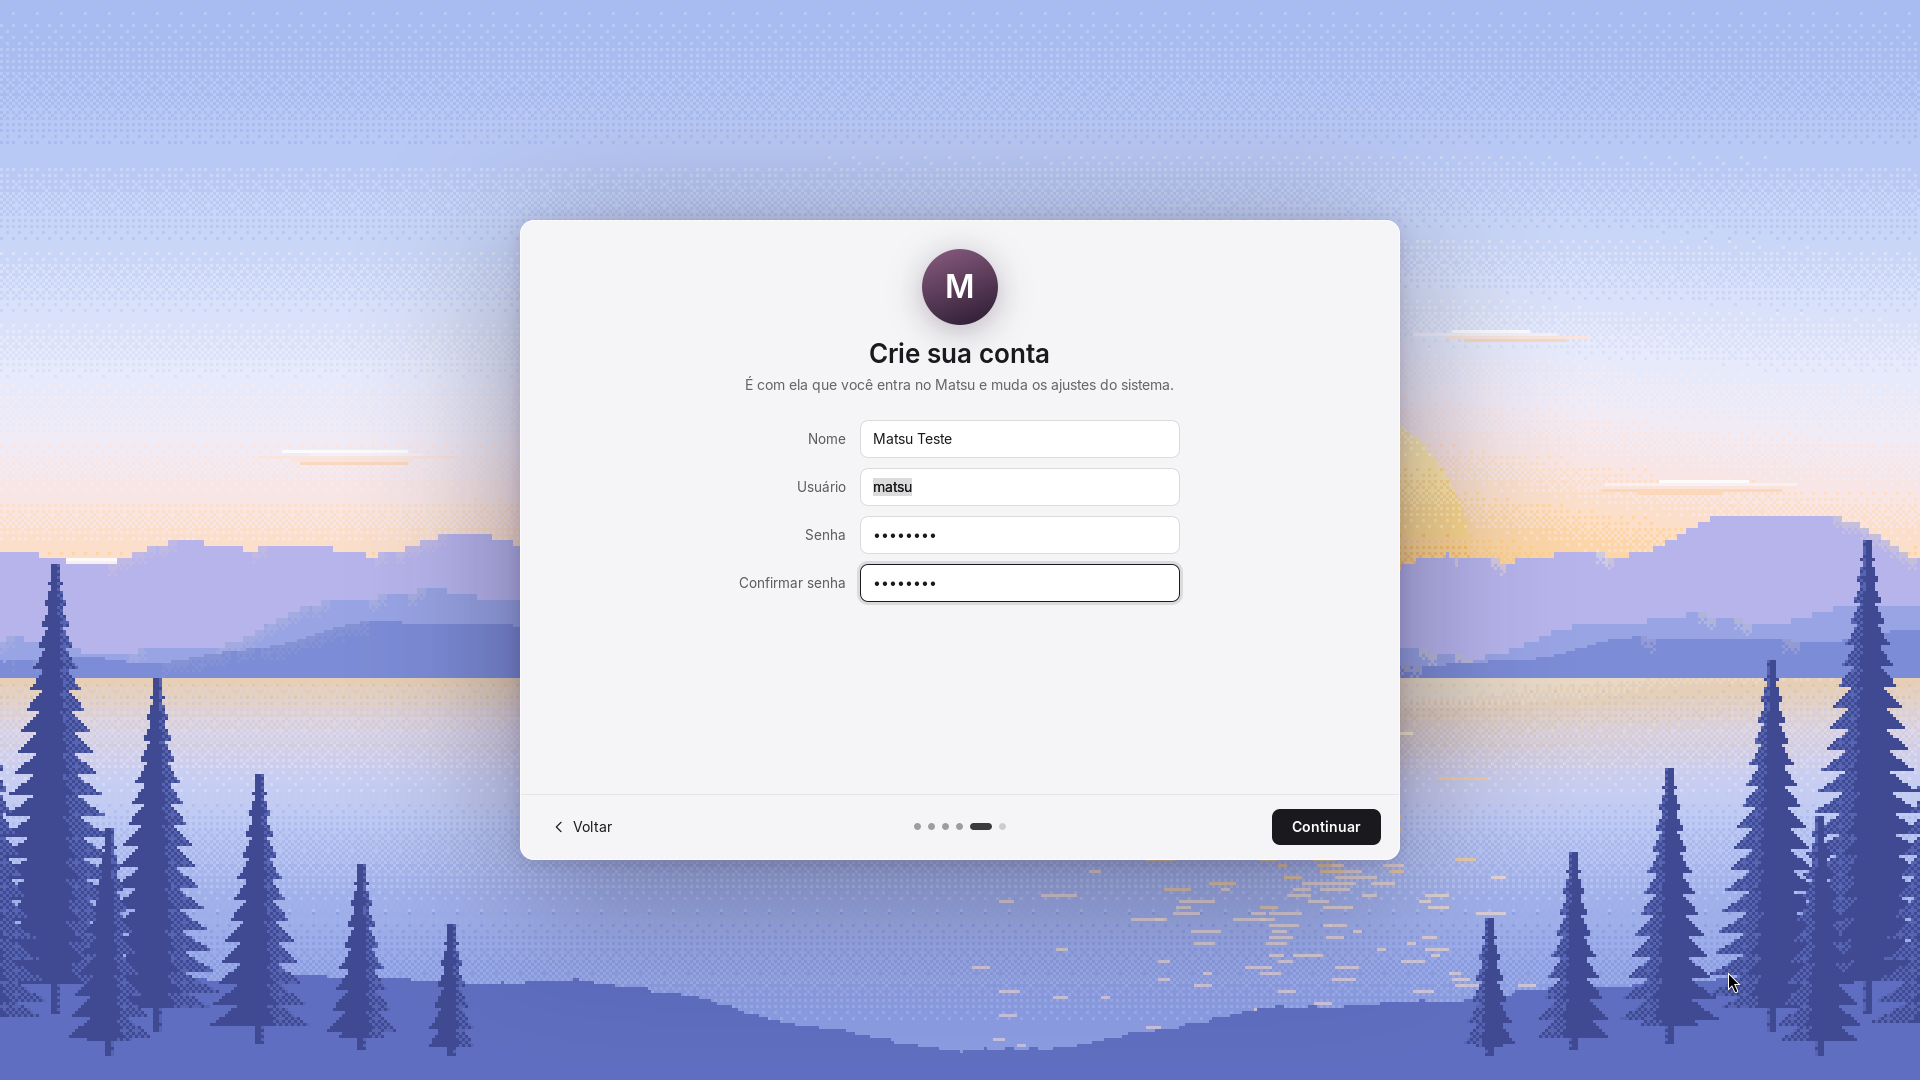 M
Crie sua conta
É com ela que você entra no Matsu e muda os ajustes do sistema.
Nome Matsu Teste
Usuário matsu
Senha ••••••••
Confirmar senha ••••••••
Voltar
Continuar